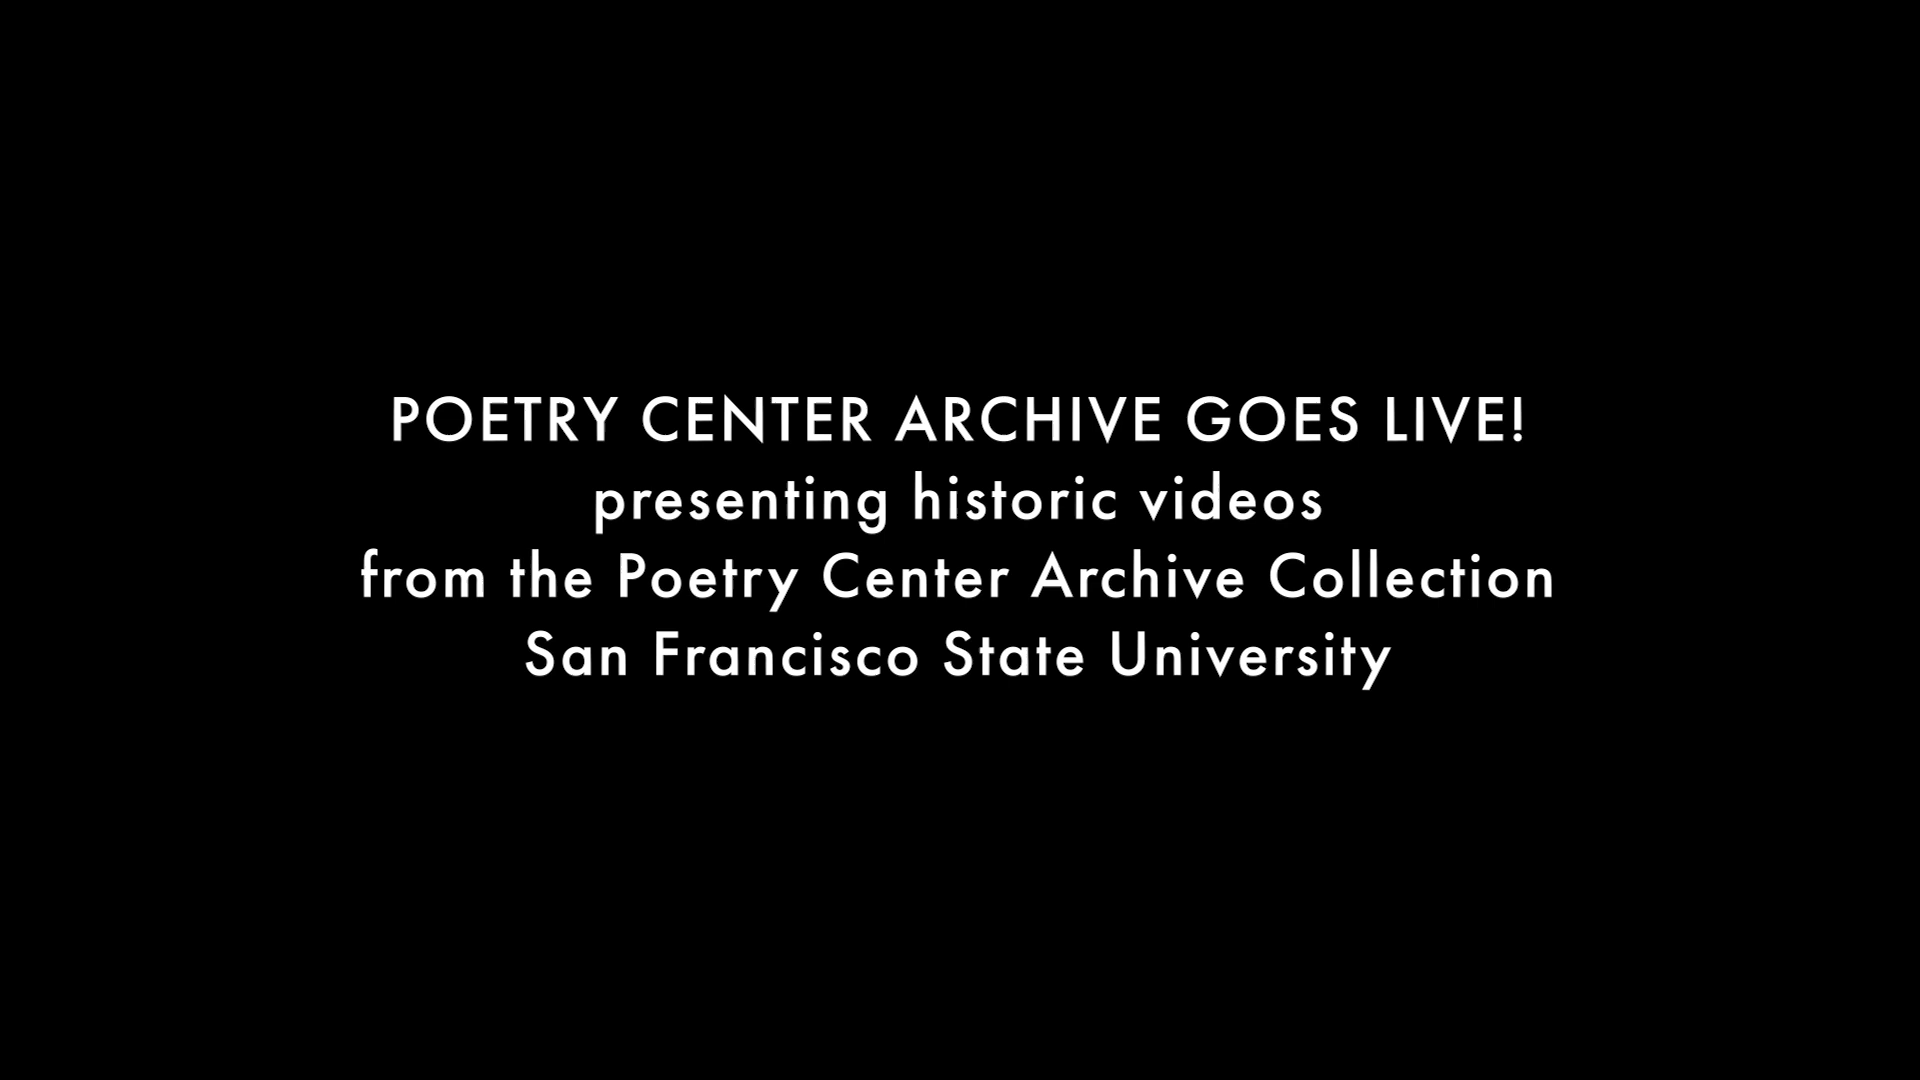 POETRY CENTER ARCHIVE GOES LIVE!
presenting historic videos
from the Poetry Center Archive Collection
San Francisco State University